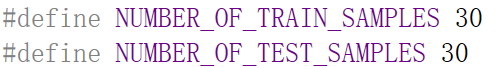 #define NUMBER_OF_TRAIN_SAMPLES 30
#define NUMBER_OF_TEST_SAMPLES 30